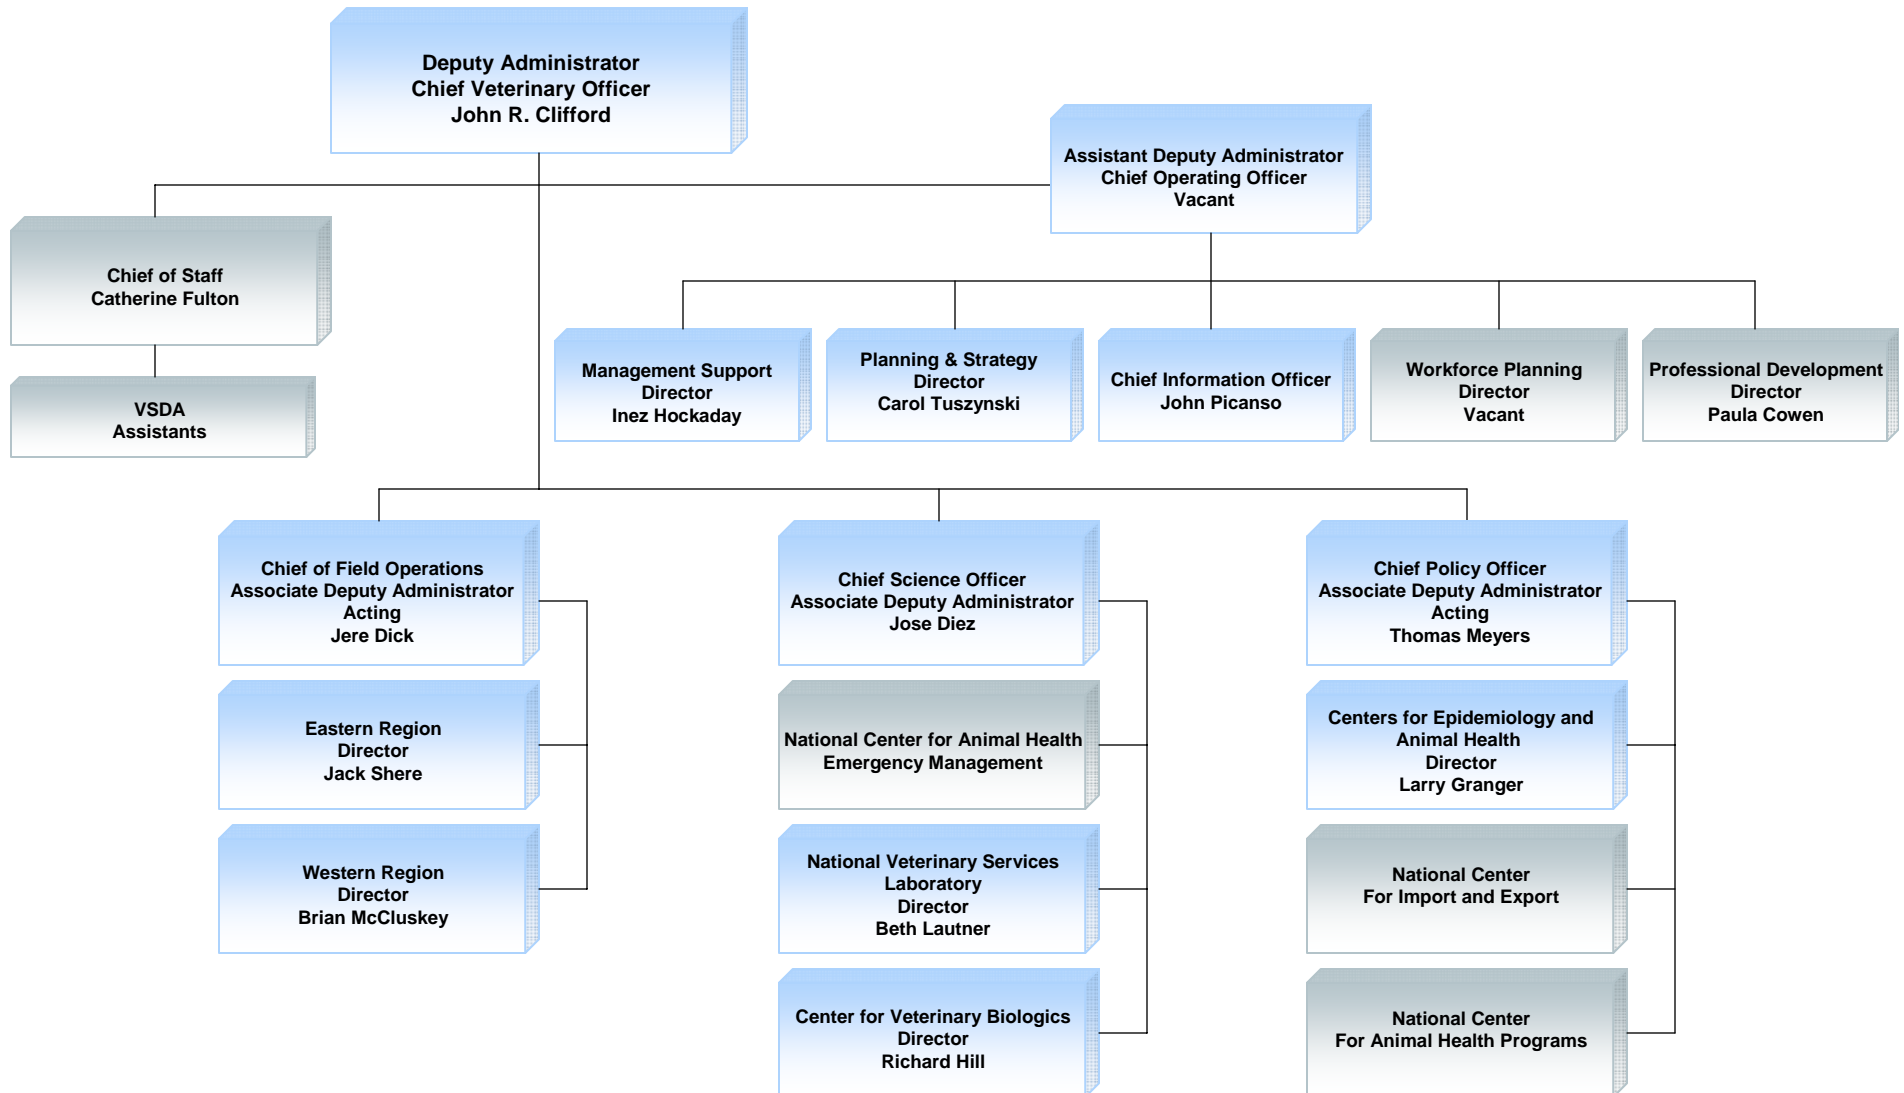 Deputy Administrator
Chief Veterinary Officer
John R. Clifford
Assistant Deputy Administrator
Chief Operating Officer
Vacant
Chief of Staff
Catherine Fulton
VSDA
Assistants
Management Support
Director
Inez Hockaday
Planning & Strategy
Director
Carol Tuszynski
Chief Information Officer
John Picanso
Workforce Planning
Director
Vacant
Professional Development
Director
Paula Cowen
Chief of Field Operations
Associate Deputy Administrator
Acting
Jere Dick
Eastern Region
Director
Jack Shere
Western Region
Director
Brian McCluskey
Chief Science Officer
Associate Deputy Administrator
Jose Diez
National Center for Animal Health
Emergency Management
National Veterinary Services
Laboratory
Director
Beth Lautner
Center for Veterinary Biologics
Director
Richard Hill
Chief Policy Officer
Associate Deputy Administrator
Acting
Thomas Meyers
Centers for Epidemiology and
Animal Health
Director
Larry Granger
National Center
For Import and Export
National Center
For Animal Health Programs